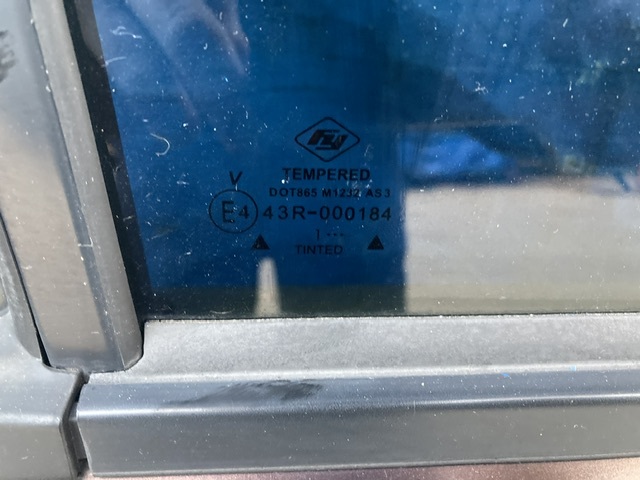 TEMPERED
V
DOT865 M1232 AS3
E4 43R-000184
I ...
TINTED